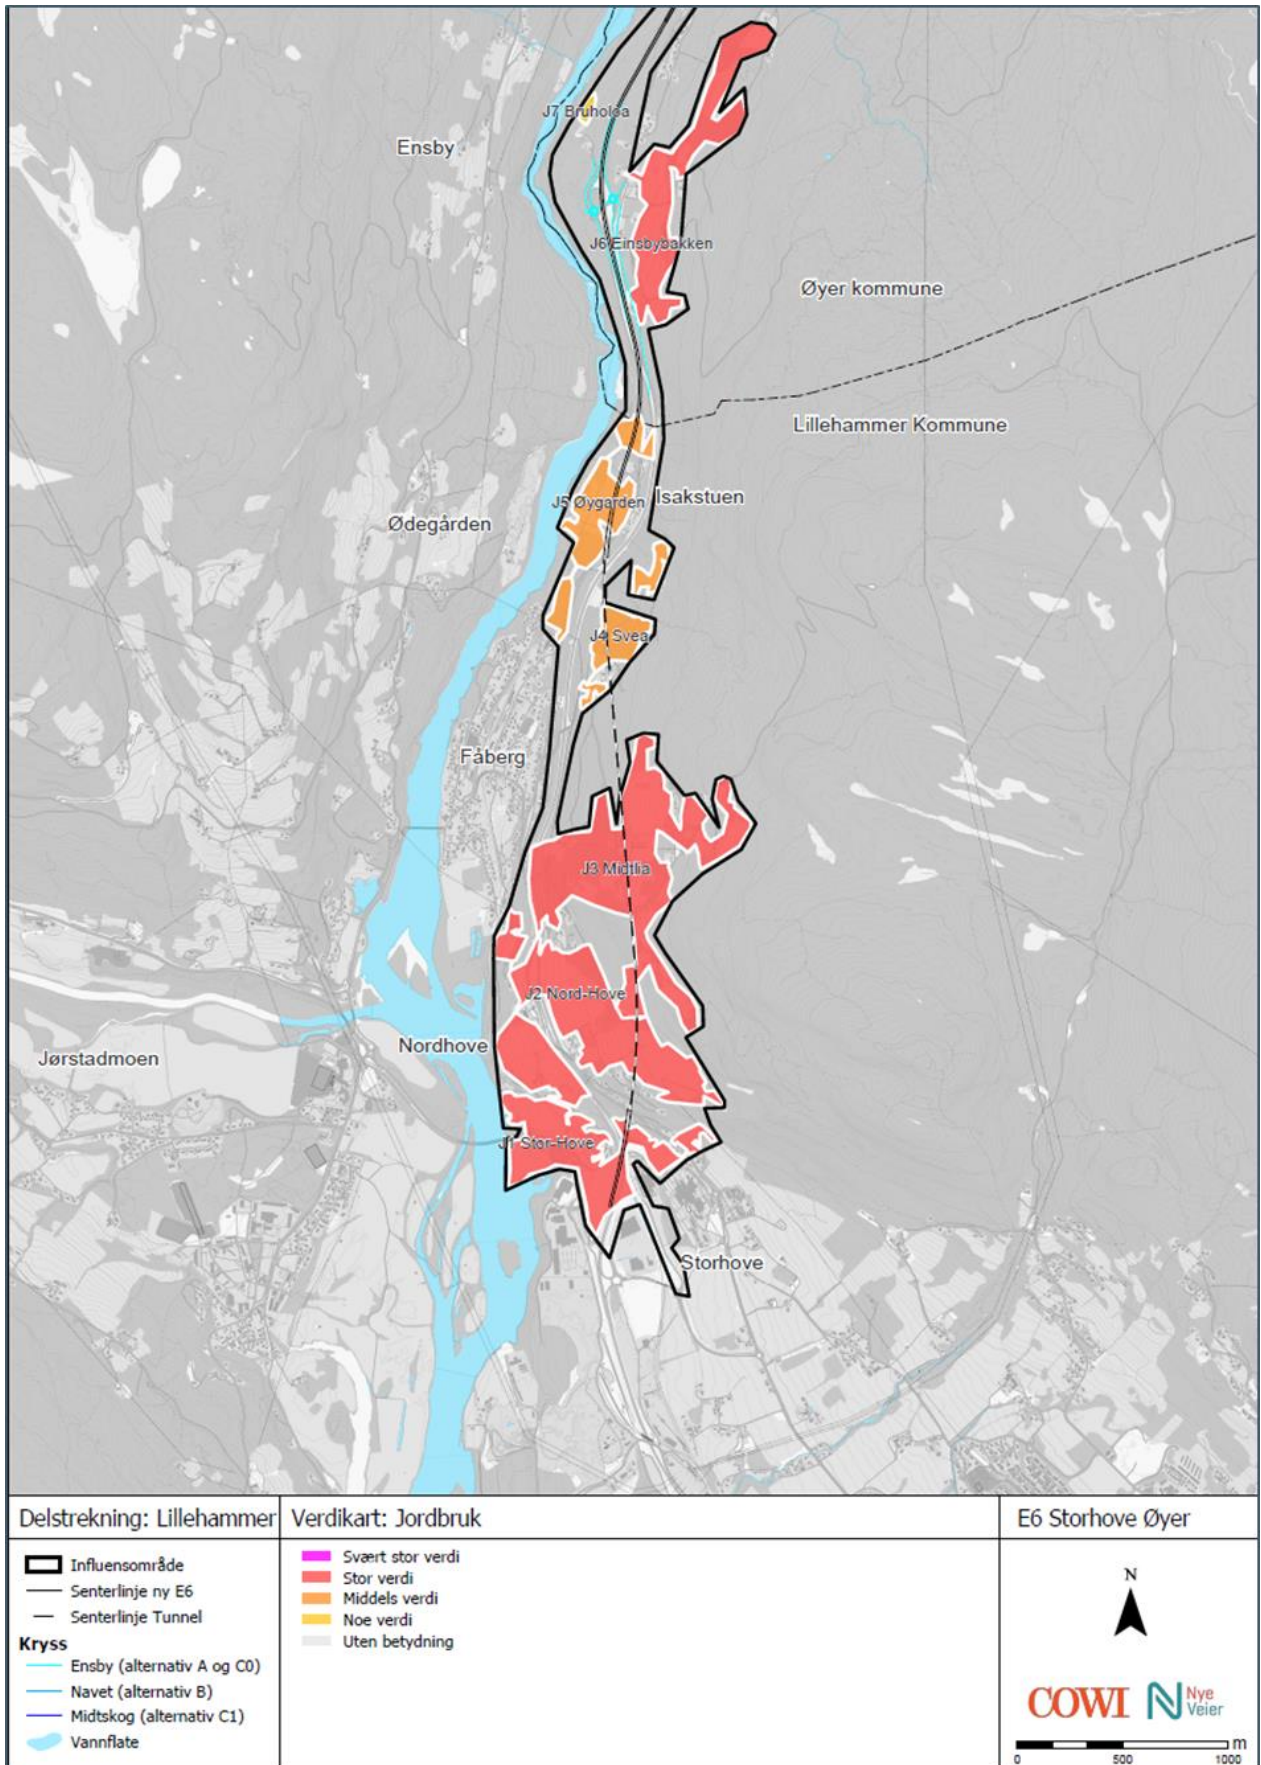 J7 Bruholoa
Ensby
J6 Einsbybakken
Øyer kommune
Lillehammer Kommune
J5 Øygarden
Isakstuen
Ødegården
J4 Svea
Fåberg
J3 Midtlia
J2 Nord-Hove
Nordhove
Jørstadmoen
J1 Stor-Hove
Storhove
Delstrekning: Lillehammer
Verdikart: Jordbruk
E6 Storhove Øyer
Influensområde
Senterlinje ny E6
Senterlinje Tunnel
Kryss
Ensby (alternativ A og C0)
Navet (alternativ B)
Midtskog (alternativ C1)
Vannflate
Svært stor verdi
Stor verdi
Middels verdi
Noe verdi
Uten betydning
N
COWI
Nye
Veier
m
0 500 1000